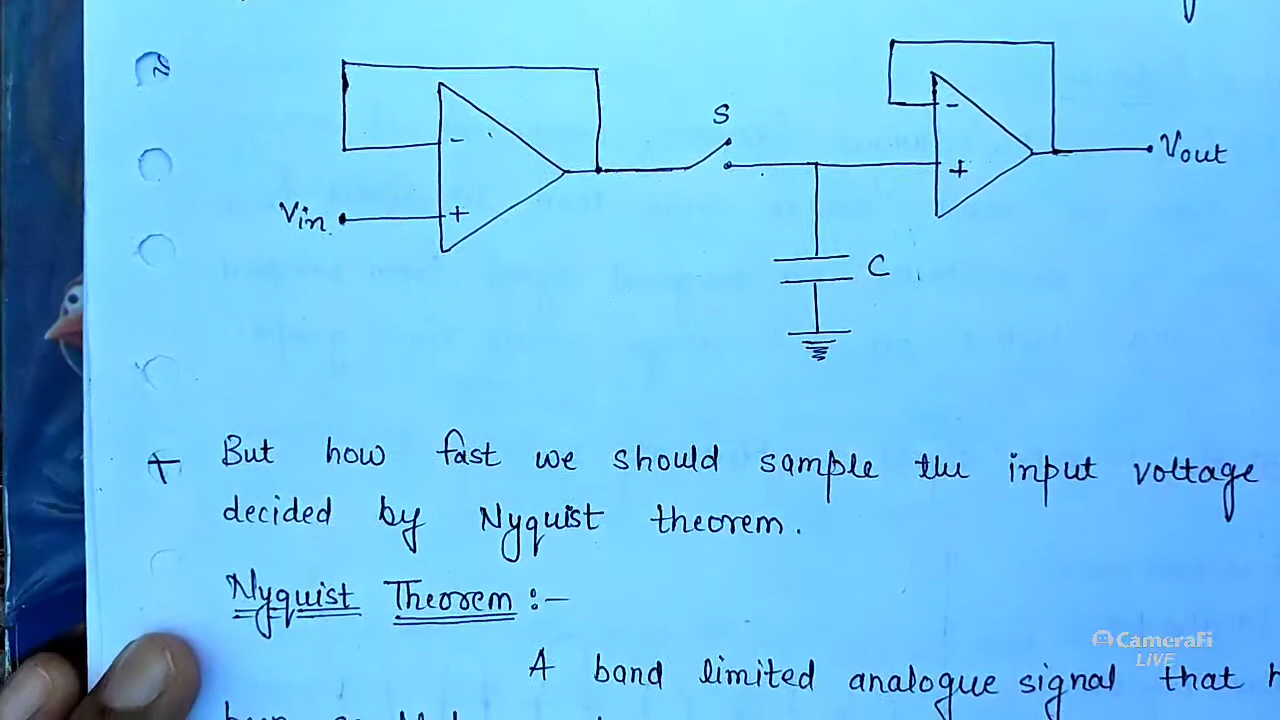 S
-
-
+
Vout
Vin
+
C
+ But how fast we should sample the input voltage
decided by Nyquist theorem.
Nyquist Theorem :-
A band limited analogue signal that
CameraFi
LIVE